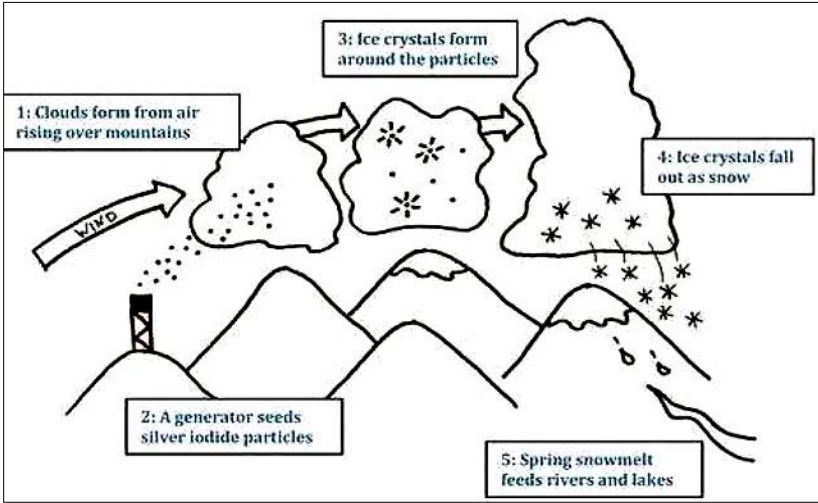 1: Clouds form from air
rising over mountains
WIND
2: A generator seeds
silver iodide particles
3: Ice crystals form
around the particles
4: Ice crystals fall
out as snow
5: Spring snowmelt
feeds rivers and lakes